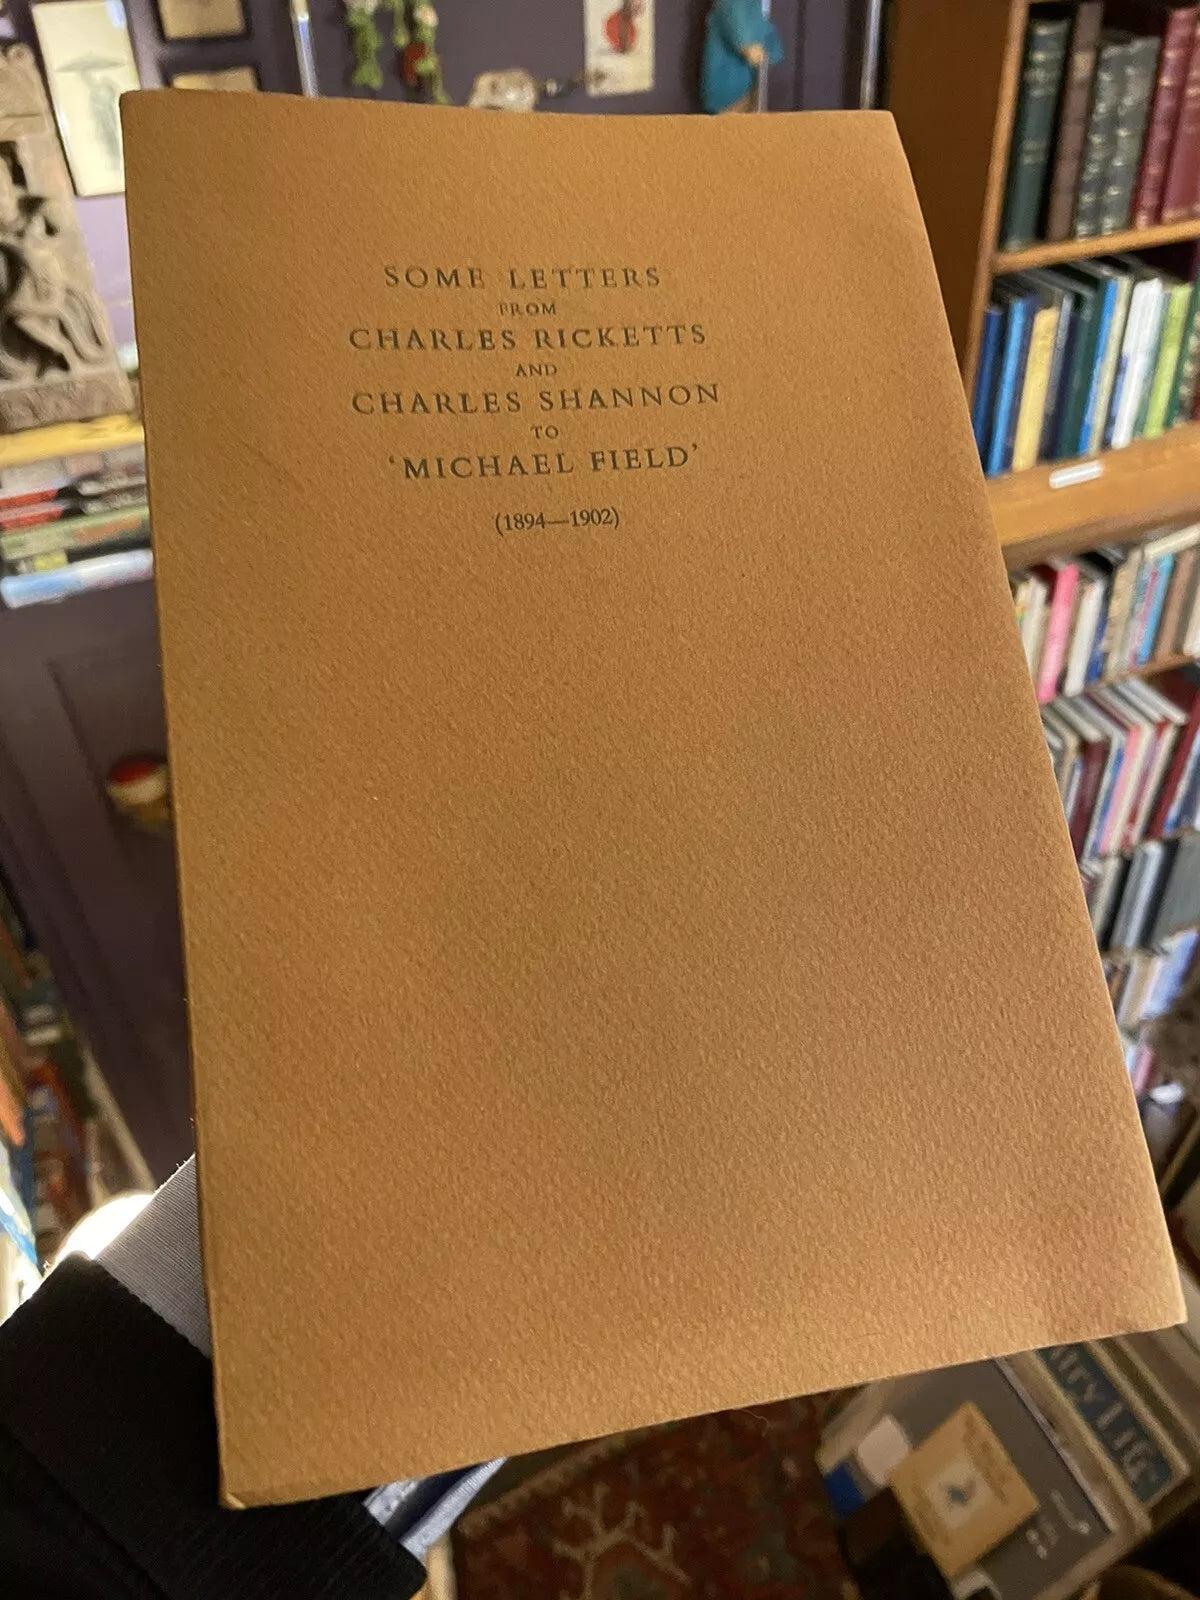 SOME LETTERS
FROM
CHARLES RICKETTS
AND
CHARLES SHANNON
TO
‘MICHAEL FIELD’
(1894—1902)